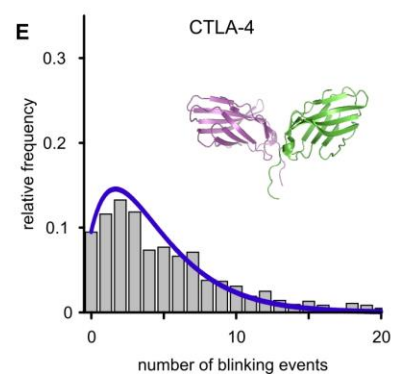 E
CTLA-4
0.3
0.2
0.1
0
relative frequency
0
10
20
number of blinking events